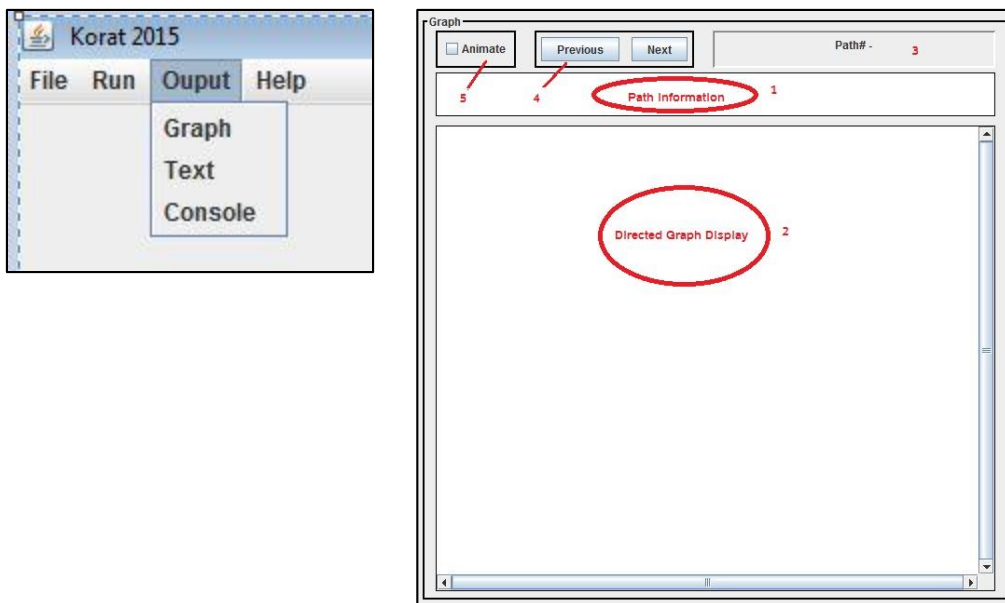 Korat 2015
File Run Ouput Help
Graph
Text
Console
Graph
Animate Previous Next Path# - 3
5 4
Path Information 1
Directed Graph Display 2